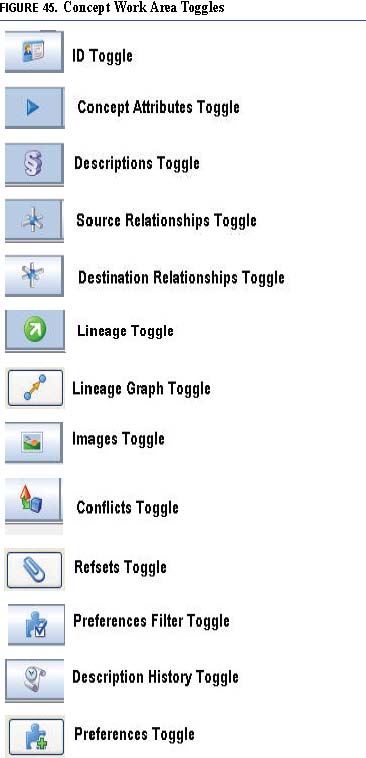 FIGURE 45. Concept Work Area Toggles
ID Toggle
Concept Attributes Toggle
Descriptions Toggle
Source Relationships Toggle
Destination Relationships Toggle
Lineage Toggle
Lineage Graph Toggle
Images Toggle
Conflicts Toggle
Refsets Toggle
Preferences Filter Toggle
Description History Toggle
Preferences Toggle